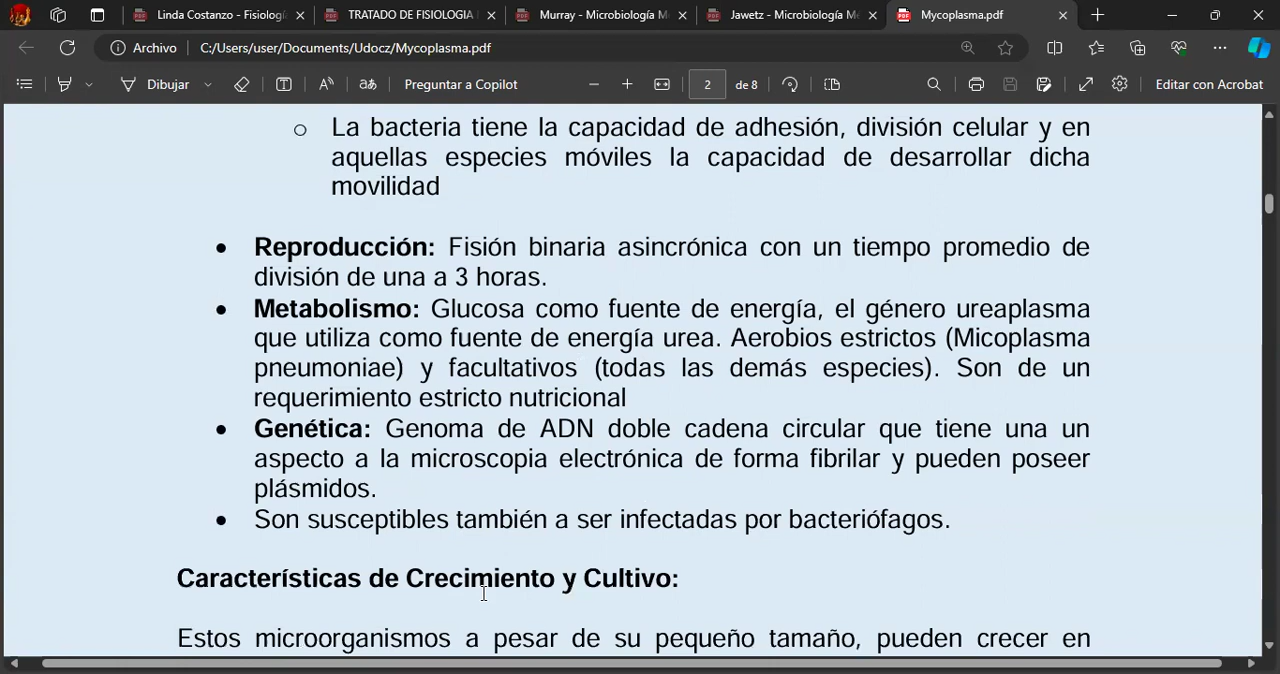 Linda Costanzo - Fisiologí
TRATADO DE FISIOLOGIA
Murray - Microbiología M
Jawetz - Microbiología Me
Mycoplasma.pdf
Archivo
C:/Users/user/Documents/Udocz/Mycoplasma.pdf
Dibujar
aあ
Preguntar a Copilot
2
de 8
Editar con Acrobat
o La bacteria tiene la capacidad de adhesión, división celular y en
aquellas especies móviles la capacidad de desarrollar dicha
movilidad
• Reproducción: Fisión binaria asincrónica con un tiempo promedio de
división de una a 3 horas.
• Metabolismo: Glucosa como fuente de energía, el género ureaplasma
que utiliza como fuente de energía urea. Aerobios estrictos (Micoplasma
pneumoniae) y facultativos (todas las demás especies). Son de un
requerimiento estricto nutricional
• Genética: Genoma de ADN doble cadena circular que tiene una un
aspecto a la microscopia electrónica de forma fibrilar y pueden poseer
plásmidos.
• Son susceptibles también a ser infectadas por bacteriófagos.
Características de Crecimiento y Cultivo:
Estos microorganismos a pesar de su pequeño tamaño, pueden crecer en